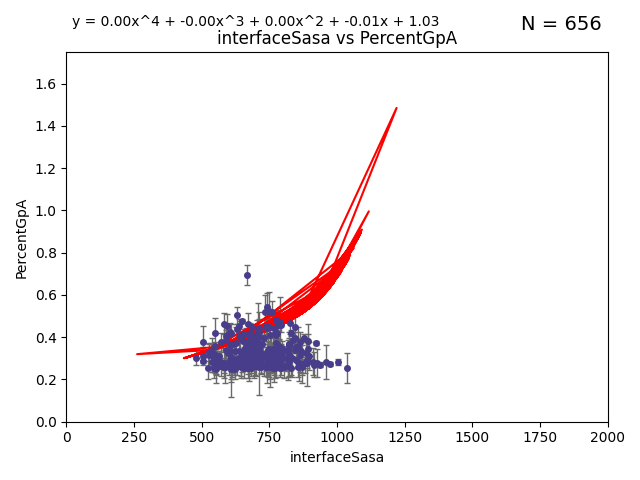 y = 0.00x^4 + -0.00x^3 + 0.00x^2 + -0.01x + 1.03
N = 656
interfaceSasa vs PercentGpA
1.6
1.4
1.2
1.0
0.8
0.6
0.4
0.2
0.0
PercentGpA
0 250 500 750 1000 1250 1500 1750 2000
interfaceSasa